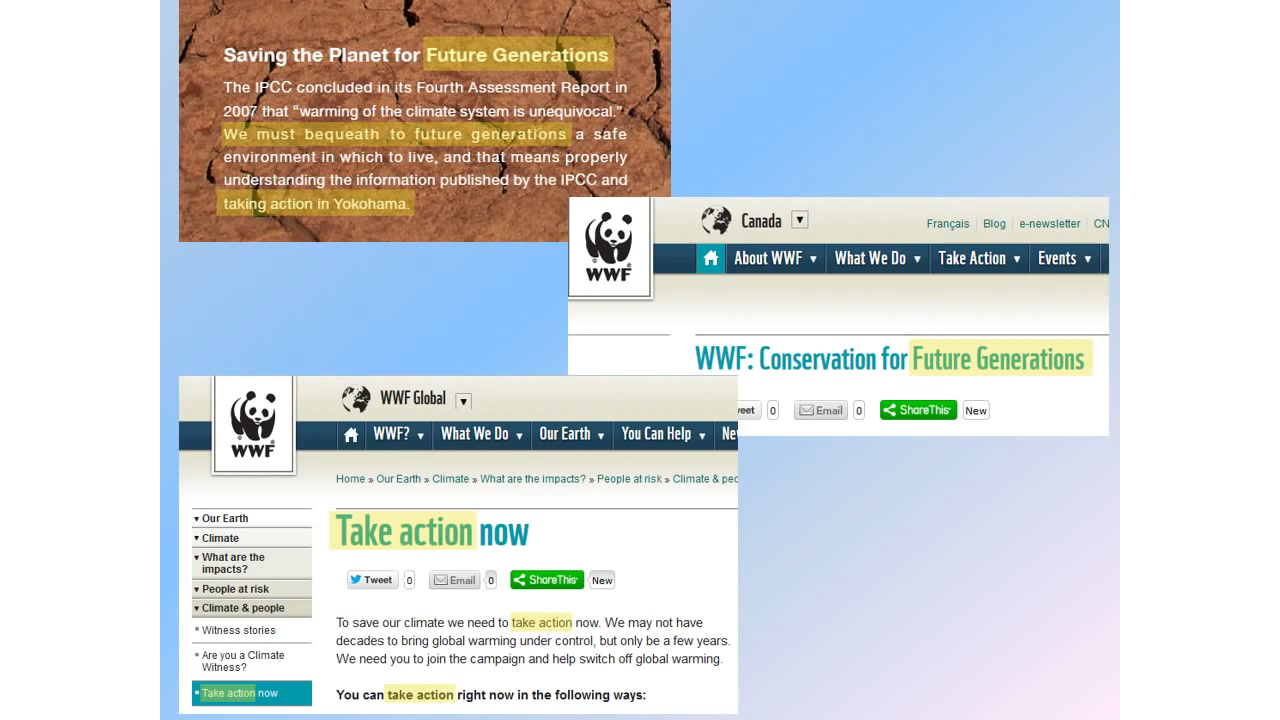 Saving the Planet for Future Generations
The IPCC concluded in its Fourth Assessment Report in
2007 that “warming of the climate system is unequivocal.”
We must bequeath to future generations a safe
environment in which to live, and that means properly
understanding the information published by the IPCC and
taking action in Yokohama.
WWF
Canada
Français Blog e-newsletter CN
About WWF What We Do Take Action Events
WWF: Conservation for Future Generations
eet 0 Email 0 ShareThis New
WWF
WWF Global
WWF? What We Do Our Earth You Can Help Ne
Home » Our Earth » Climate » What are the impacts? » People at risk » Climate & peo
Our Earth
Climate
What are the
impacts?
People at risk
Climate & people
Witness stories
Are you a Climate
Witness?
Take action now
Take action now
Tweet 0 Email 0 ShareThis New
To save our climate we need to take action now. We may not have
decades to bring global warming under control, but only be a few years.
We need you to join the campaign and help switch off global warming.
You can take action right now in the following ways: